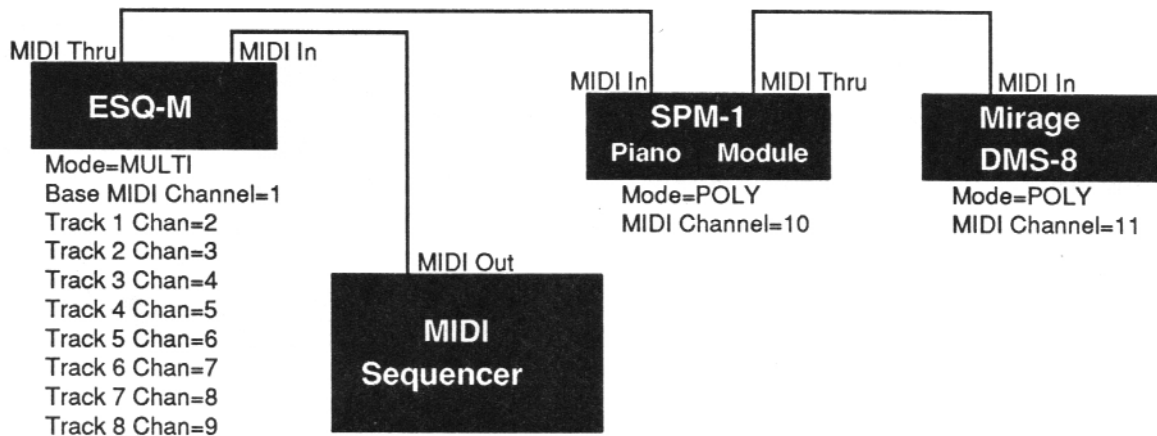 MIDI Thru
MIDI In
ESQ-M
Mode=MULTI
Base MIDI Channel=1
Track 1 Chan=2
Track 2 Chan=3
Track 3 Chan=4
Track 4 Chan=5
Track 5 Chan=6
Track 6 Chan=7
Track 7 Chan=8
Track 8 Chan=9
MIDI Out
MIDI
Sequencer
MIDI In
MIDI Thru
SPM-1
Piano Module
Mode=POLY
MIDI Channel=10
MIDI In
Mirage
DMS-8
Mode=POLY
MIDI Channel=11